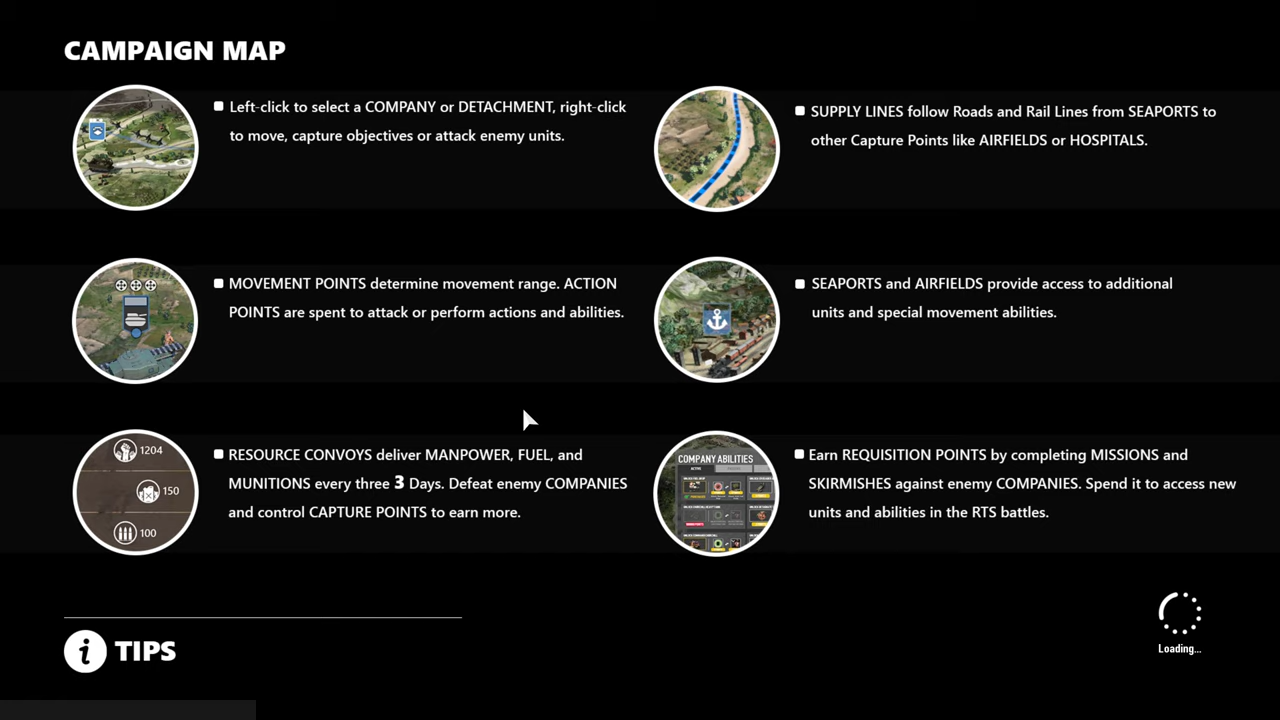 CAMPAIGN MAP
Left-click to select a COMPANY or DETACHMENT, right-click
to move, capture objectives or attack enemy units.
MOVEMENT POINTS determine movement range. ACTION
POINTS are spent to attack or perform actions and abilities.
1204
150
100
RESOURCE CONVOYS deliver MANPOWER, FUEL, and
MUNITIONS every three 3 Days. Defeat enemy COMPANIES
and control CAPTURE POINTS to earn more.
SUPPLY LINES follow Roads and Rail Lines from SEAPORTS to
other Capture Points like AIRFIELDS or HOSPITALS.
SEAPORTS and AIRFIELDS provide access to additional
units and special movement abilities.
COMPANY ABILITIES
Earn REQUISITION POINTS by completing MISSIONS and
SKIRMISHES against enemy COMPANIES. Spend it to access new
units and abilities in the RTS battles.
i TIPS
Loading...